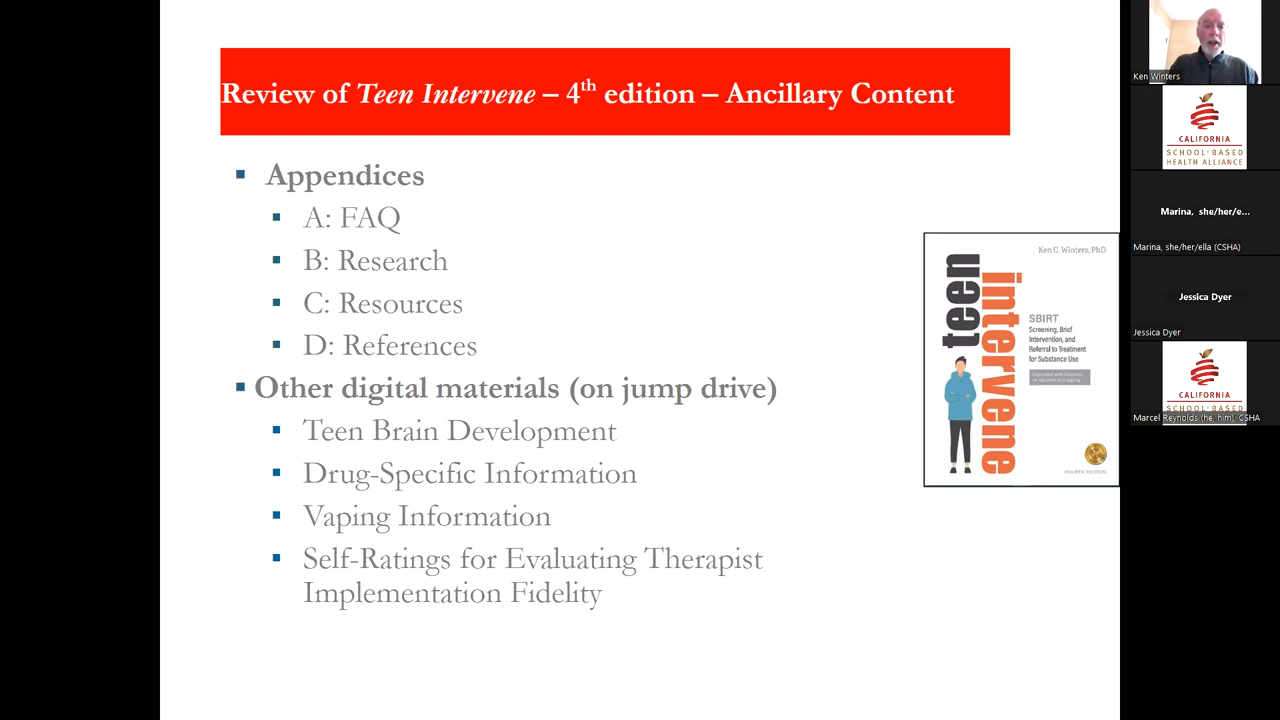 Review of Teen Intervene – 4th edition – Ancillary Content
Appendices
A: FAQ
B: Research
C: Resources
D: References
Other digital materials (on jump drive)
Teen Brain Development
Drug-Specific Information
Vaping Information
Self-Ratings for Evaluating Therapist
Implementation Fidelity
Ken C. Winters, PhD
teen
intervene
SBIRT
Screening, Brief
Intervention, and
Referral to Treatment
for Substance Use
FOURTH EDITION
Ken Winters
CALIFORNIA
SCHOOL-BASED
HEALTH ALLIANCE
Marina, she/her/e...
Marina, she/her/ella (CSHA)
Jessica Dyer
Jessica Dyer
CALIFORNIA
SCHOOL-BASED
Marcel Reynolds (he, him), CSHA